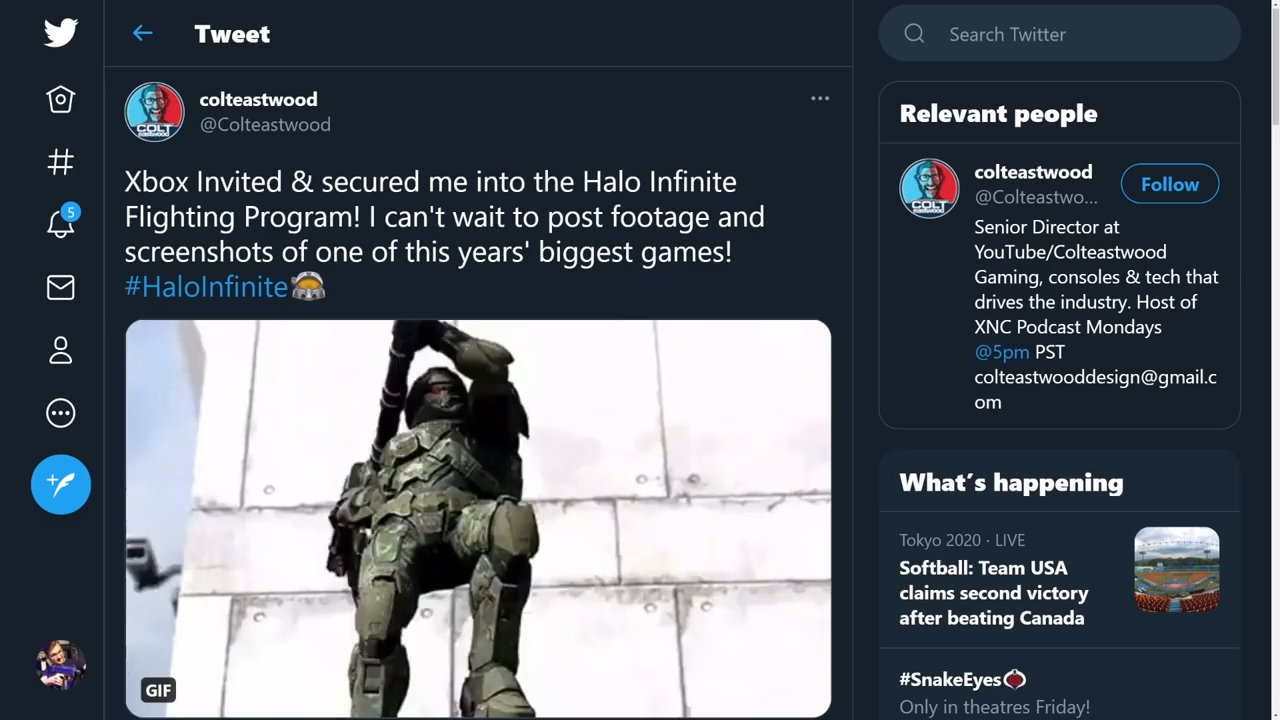 Tweet
colteastwood
@Colteastwood
COLT
eastwood
Xbox Invited & secured me into the Halo Infinite
Flighting Program! I can't wait to post footage and
screenshots of one of this years' biggest games!
#HaloInfinite
GIF
5
Search Twitter
Relevant people
colteastwood
@Colteastwo...
Follow
COLT
eastwood
Senior Director at
YouTube/Colteastwood
Gaming, consoles & tech that
drives the industry. Host of
XNC Podcast Mondays
@5pm PST
colteastwooddesign@gmail.c
om
What's happening
Tokyo 2020 · LIVE
Softball: Team USA
claims second victory
after beating Canada
#SnakeEyes
Only in theatres Friday!